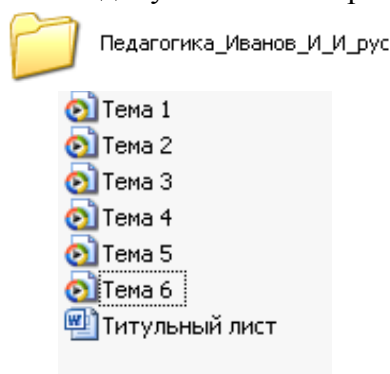 Педагогика_Иванов_И_И_рус
Тема 1
Тема 2
Тема 3
Тема 4
Тема 5
Тема 6
Титульный лист